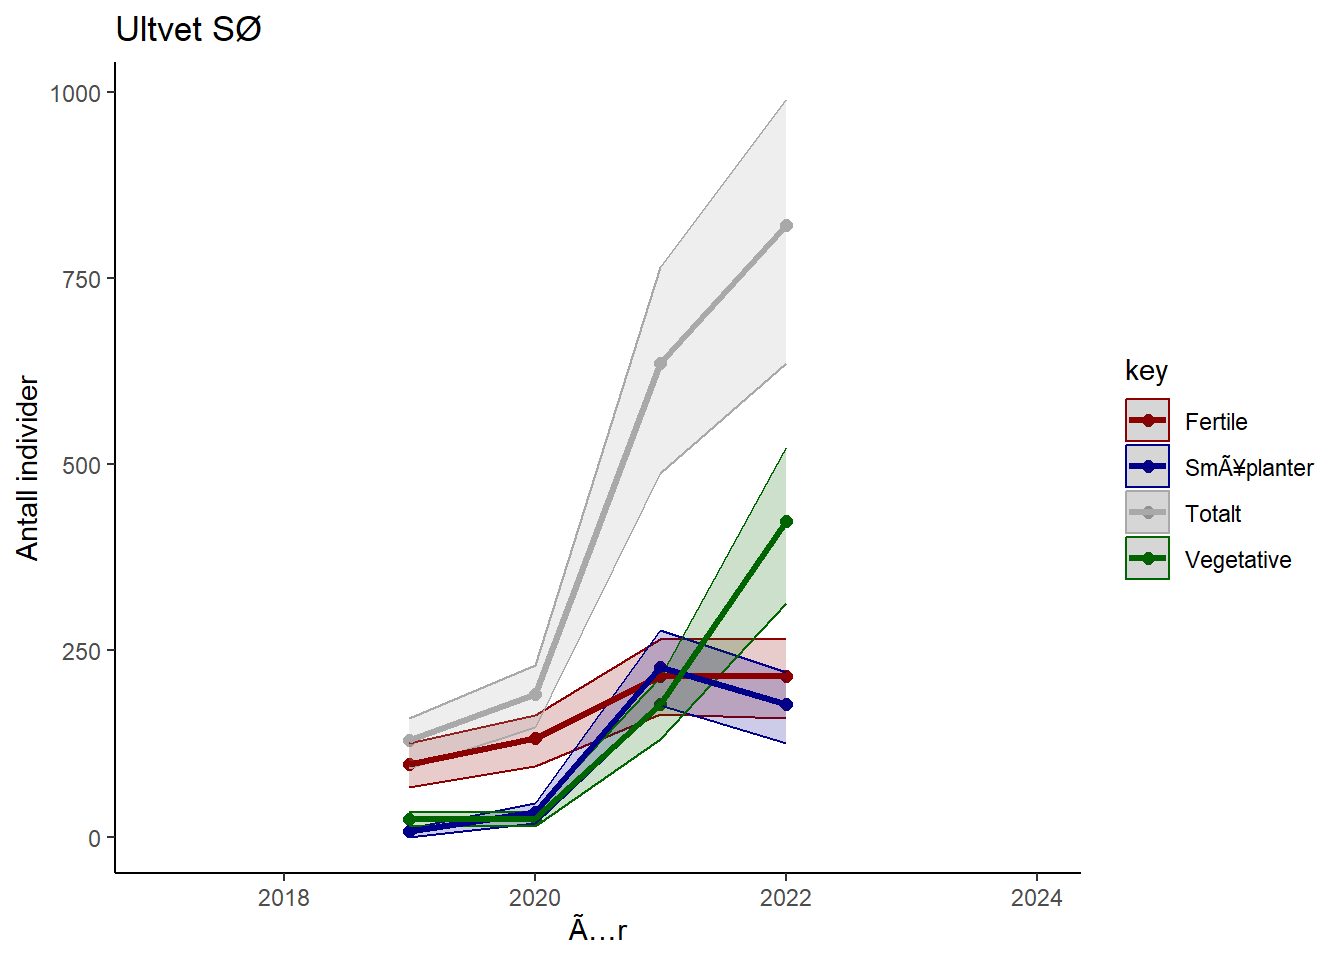 Ultvet SØ
1000
750
500
250
0
Antall individer
2018
2020
2022
2024
Ã…r
key
Fertile
SmÃ¥planter
Totalt
Vegetative